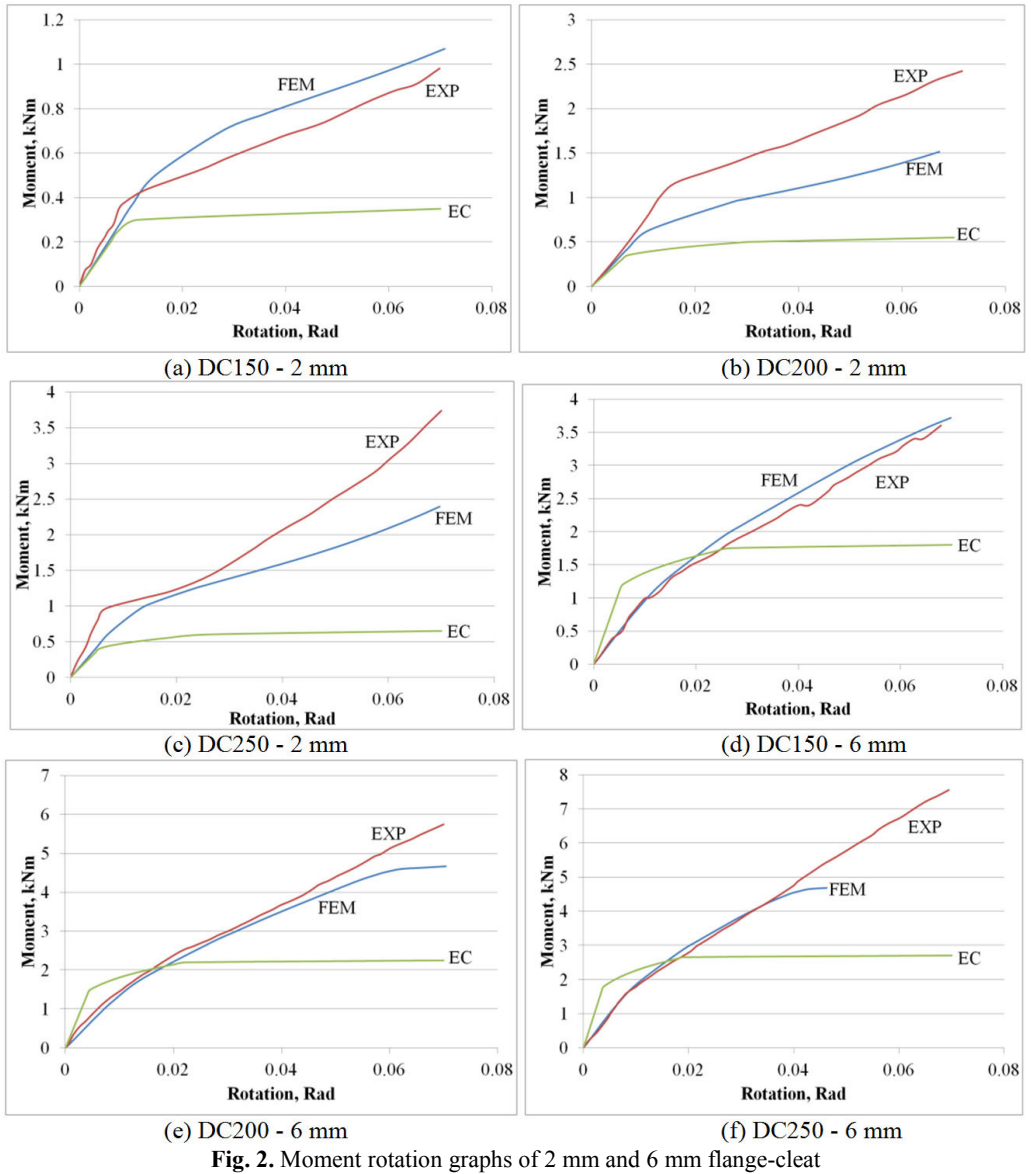 1.2
1
0.8
0.6
0.4
0.2
0
Moment, kNm
FEM
EXP
EC
0 0.02 0.04 0.06 0.08
Rotation, Rad
(a) DC150 - 2 mm
3
2.5
2
1.5
1
0.5
0
Moment, kNm
EXP
FEM
EC
0 0.02 0.04 0.06 0.08
Rotation, Rad
(b) DC200 - 2 mm
4
3.5
3
2.5
2
1.5
1
0.5
0
Moment, kNm
EXP
FEM
EC
0 0.02 0.04 0.06 0.08
Rotation, Rad
(c) DC250 - 2 mm
4
3.5
3
2.5
2
1.5
1
0.5
0
Moment, kNm
FEM
EXP
EC
0 0.02 0.04 0.06 0.08
Rotation, Rad
(d) DC150 - 6 mm
7
6
5
4
3
2
1
0
Moment, kNm
EXP
FEM
EC
0 0.02 0.04 0.06 0.08
Rotation, Rad
(e) DC200 - 6 mm
8
7
6
5
4
3
2
1
0
Moment, kNm
EXP
FEM
EC
0 0.02 0.04 0.06 0.08
Rotation, Rad
(f) DC250 - 6 mm
Fig. 2. Moment rotation graphs of 2 mm and 6 mm flange-cleat